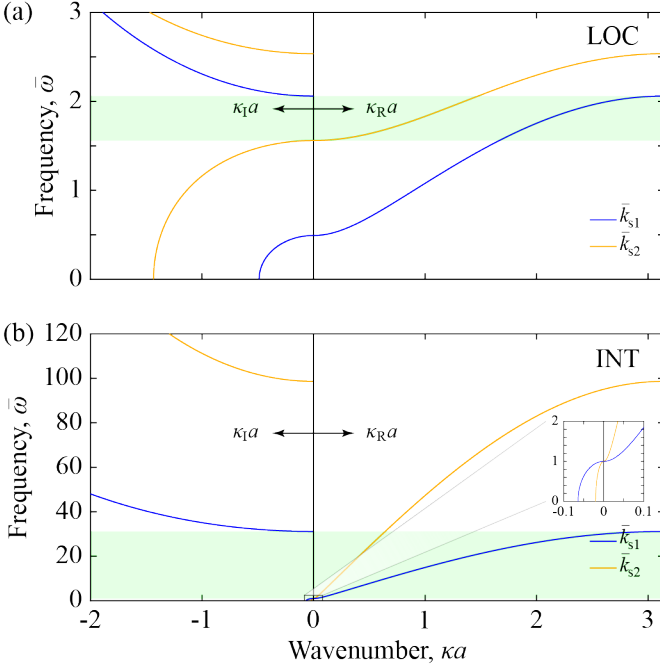 (a)
3
2
1
0
Frequency, ω̄
LOC
κIa
κRa
k̄s1
k̄s2
(b)
120
100
80
60
40
20
0
Frequency, ω̄
INT
κIa
κRa
2
1
0
-0.1
0
0.1
k̄s1
k̄s2
-2
-1
0
1
2
3
Wavenumber, κa